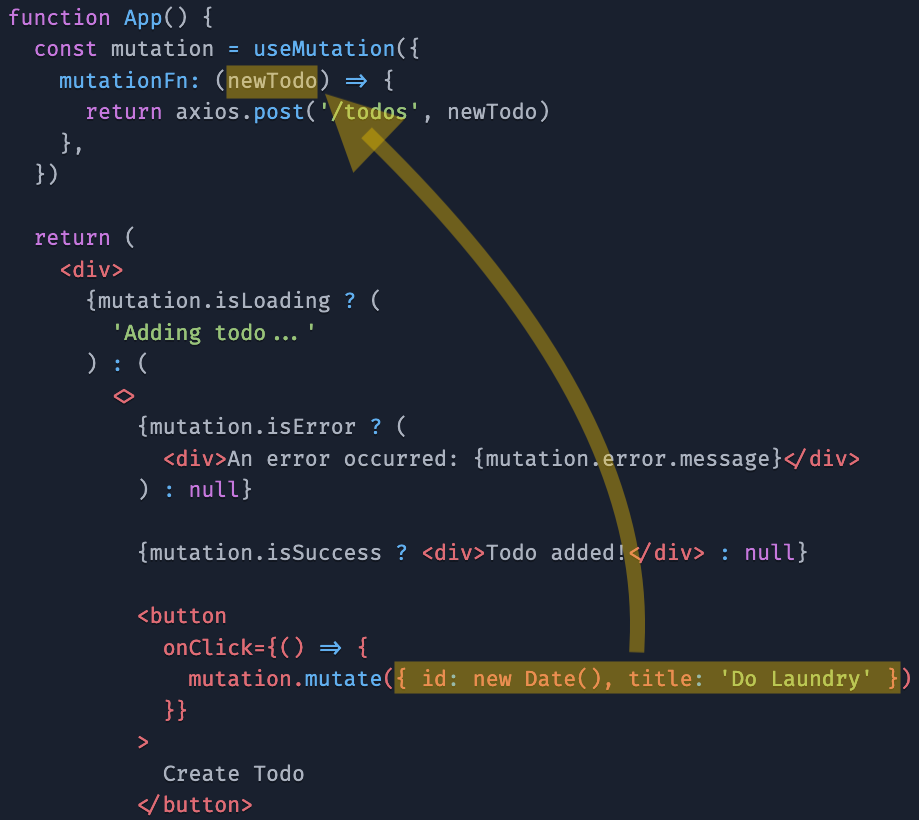 function App() {
  const mutation = useMutation({
    mutationFn: (newTodo) => {
      return axios.post('/todos', newTodo)
    },
  })

  return (
    <div>
      {mutation.isLoading ? (
        'Adding todo...'
      ) : (
        <>
          {mutation.isError ? (
            <div>An error occurred: {mutation.error.message}</div>
          ) : null}

          {mutation.isSuccess ? <div>Todo added!</div> : null}

          <button
            onClick={() => {
              mutation.mutate({ id: new Date(), title: 'Do Laundry' })
            }}
          >
            Create Todo
          </button>